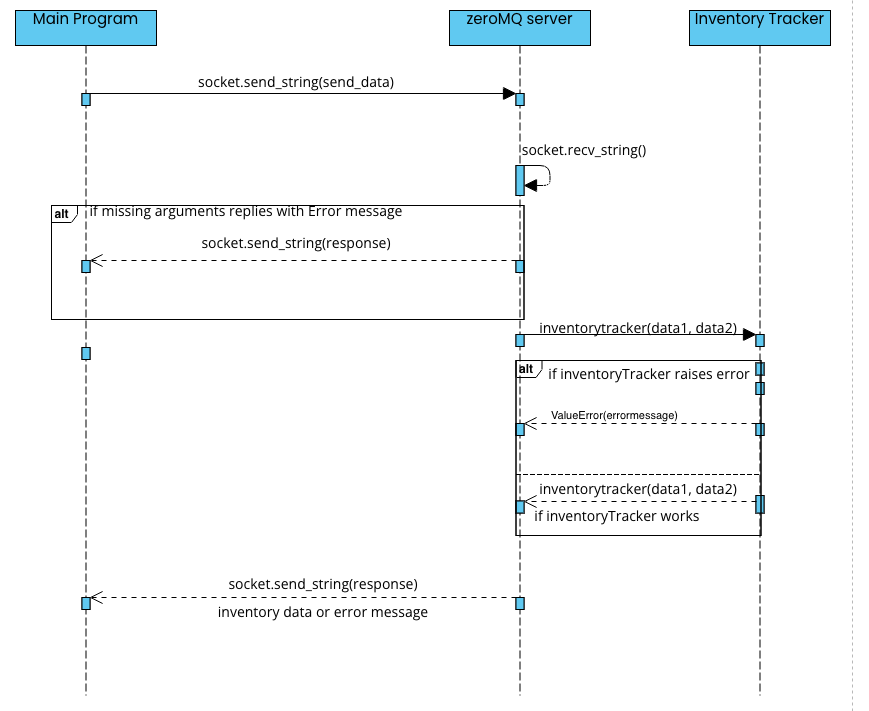 Main Program
zeroMQ server
Inventory Tracker
socket.send_string(send_data)
socket.recv_string()
alt
if missing arguments replies with Error message
socket.send_string(response)
inventorytracker(data1, data2)
alt
if inventoryTracker raises error
ValueError(errormessage)
inventorytracker(data1, data2)
if inventoryTracker works
socket.send_string(response)
inventory data or error message